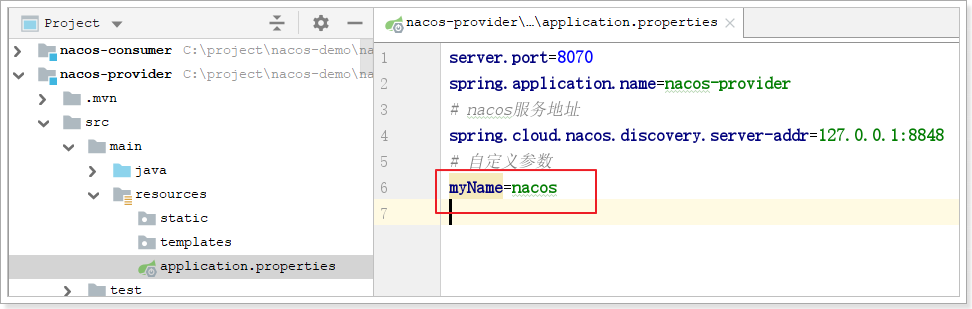 Project
nacos-provider\...\application.properties
nacos-consumer C:\project\nacos-demo\na
nacos-provider C:\project\nacos-demo\na
.mvn
src
main
java
resources
static
templates
application.properties
test
1 server.port=8070
2 spring.application.name=nacos-provider
3 # nacos服务地址
4 spring.cloud.nacos.discovery.server-addr=127.0.0.1:8848
5 # 自定义参数
6 myName=nacos
7